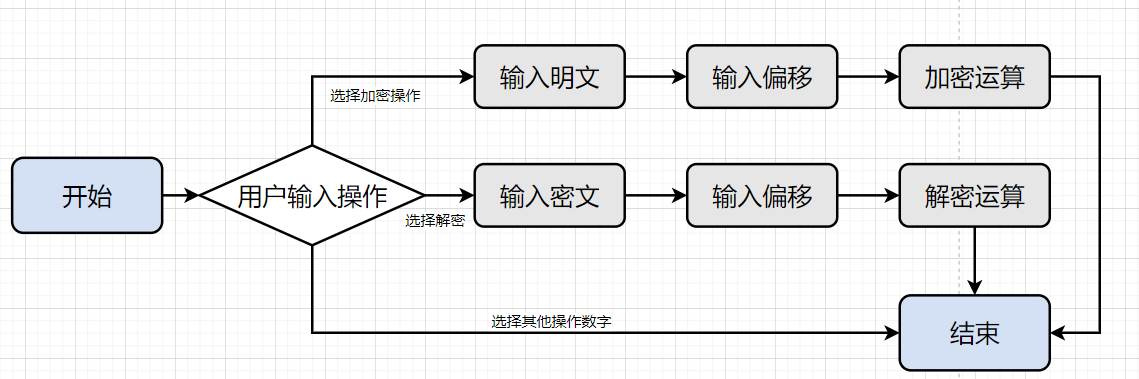 输入明文
输入偏移
加密运算
选择加密操作
开始
用户输入操作
输入密文
输入偏移
解密运算
选择解密
选择其他操作数字
结束